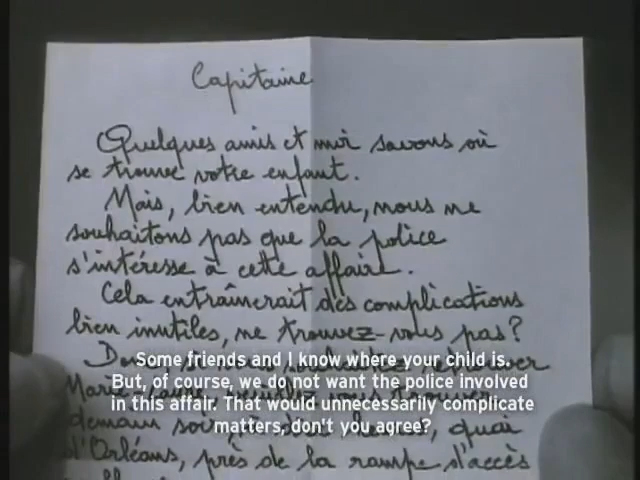 Capitaine
Quelques amis et moi savons où
se trouve votre enfant.
Mais, bien entendu, nous ne
souhaitons pas que la police
s'intéresse à cette affaire.
Cela entraînerait des complications
bien inutiles, ne trouvez-vous pas?
Some friends and I know where your child is.
But, of course, we do not want the police involved
in this affair. That would unnecessarily complicate
matters, don't you agree?
demain soir quai
d'Orléans, près de la rampe d'accès